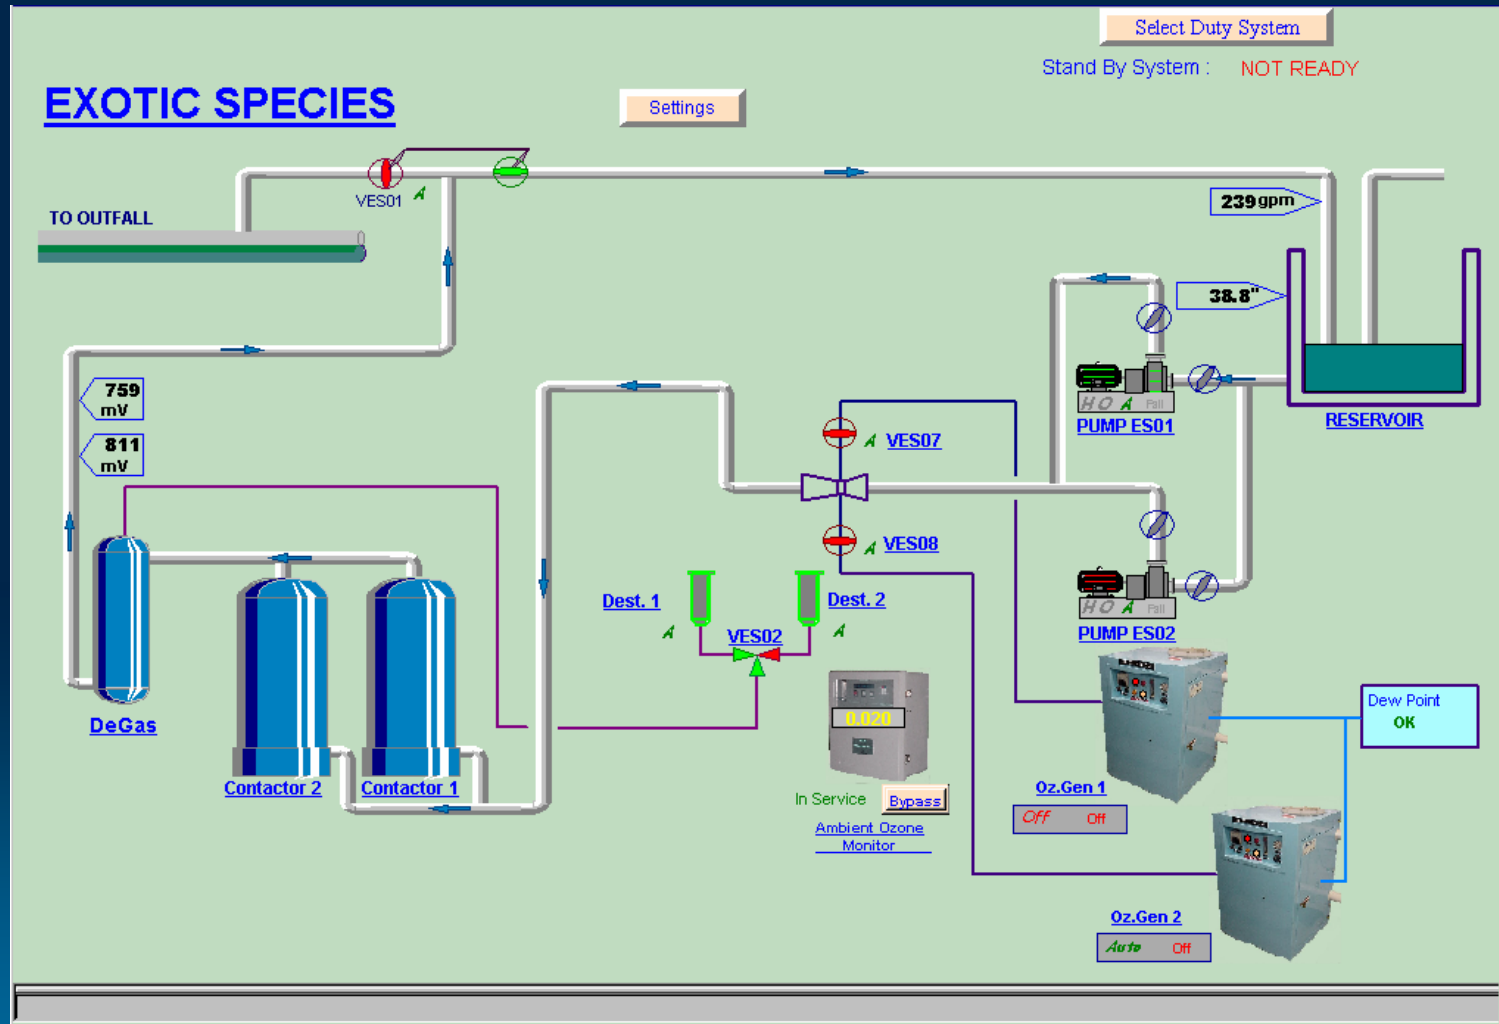 Select Duty System
Stand By System : NOT READY
EXOTIC SPECIES
Settings
VES01 A
TO OUTFALL
239 gpm
38.8"
759
mV
811
mV
H O A Fail
PUMP ES01
RESERVOIR
A VES07
A VES08
H O A Fail
PUMP ES02
Dest. 1
Dest. 2
A
A
VES02
DeGas
Contactor 2
Contactor 1
0.020
In Service Bypass
Ambient Ozone
Monitor
Dew Point
OK
Oz.Gen 1
Off Off
Oz.Gen 2
Auto Off